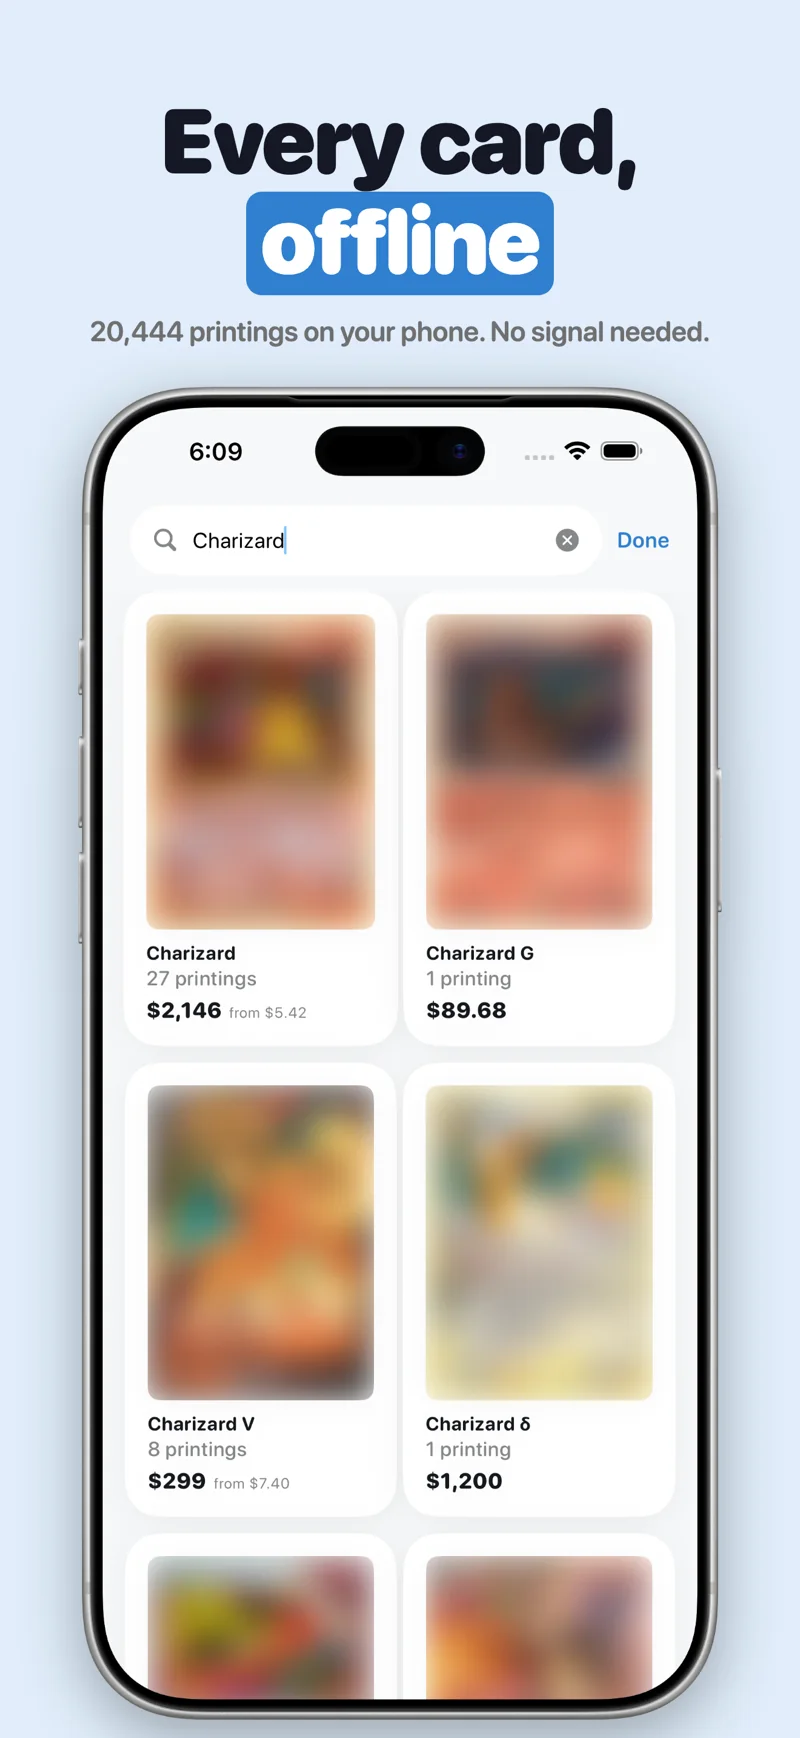 Every card,
offline
20,444 printings on your phone. No signal needed.
6:09
Charizard
Done
Charizard
27 printings
$2,146 from $5.42
Charizard G
1 printing
$89.68
Charizard V
8 printings
$299 from $7.40
Charizard δ
1 printing
$1,200